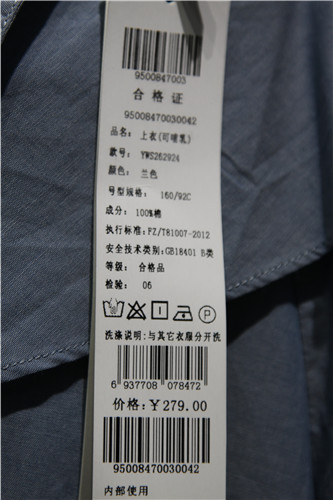 9500847003
合格证
95008470030042
品名: 上衣(可哺乳)
款号: YWS262924
颜色: 兰色
号型规格: 160/92C
成分: 100%棉
执行标准: FZ/T81007-2012
安全技术类别: GB18401 B类
等级: 合格品
检验: 06
洗涤说明:与其它衣服分开洗
6 937708 078472
价格:￥279.00
95008470030042
内部使用